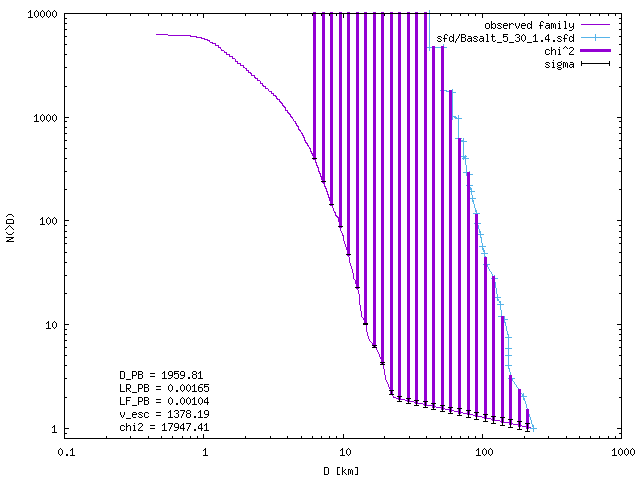 10000
1000
100
10
1
N(>D)
observed family
sfd/Basalt_5_30_1.4.sfd
chi^2
sigma
D_PB = 1959.81
LR_PB = 0.00165
LF_PB = 0.00104
v_esc = 1378.19
chi2 = 17947.41
0.1
1
10
100
1000
D [km]